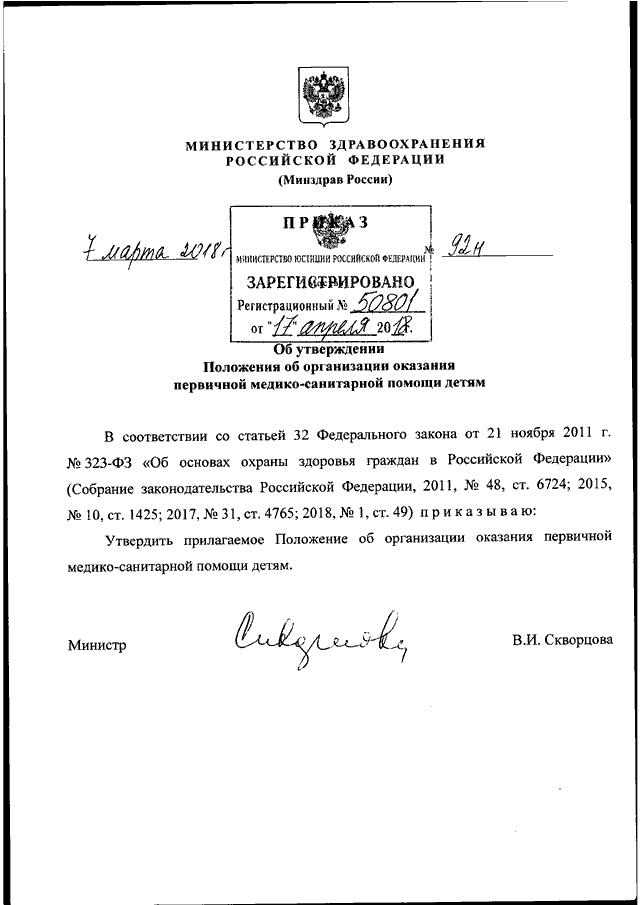 МИНИСТЕРСТВО ЗДРАВООХРАНЕНИЯ
РОССИЙСКОЙ ФЕДЕРАЦИИ
(Минздрав России)
ПРИКАЗ
7 марта 2018 г.
№ 92н
МИНИСТЕРСТВО ЮСТИЦИИ РОССИЙСКОЙ ФЕДЕРАЦИИ
ЗАРЕГИСТРИРОВАНО
Регистрационный № 50801
от "17" апреля 2018.
Об утверждении
Положения об организации оказания
первичной медико-санитарной помощи детям
В соответствии со статьей 32 Федерального закона от 21 ноября 2011 г.
№ 323-ФЗ «Об основах охраны здоровья граждан в Российской Федерации»
(Собрание законодательства Российской Федерации, 2011, № 48, ст. 6724; 2015,
№ 10, ст. 1425; 2017, № 31, ст. 4765; 2018, № 1, ст. 49) п р и к а з ы в а ю:
Утвердить прилагаемое Положение об организации оказания первичной
медико-санитарной помощи детям.
Министр
В.И. Скворцова